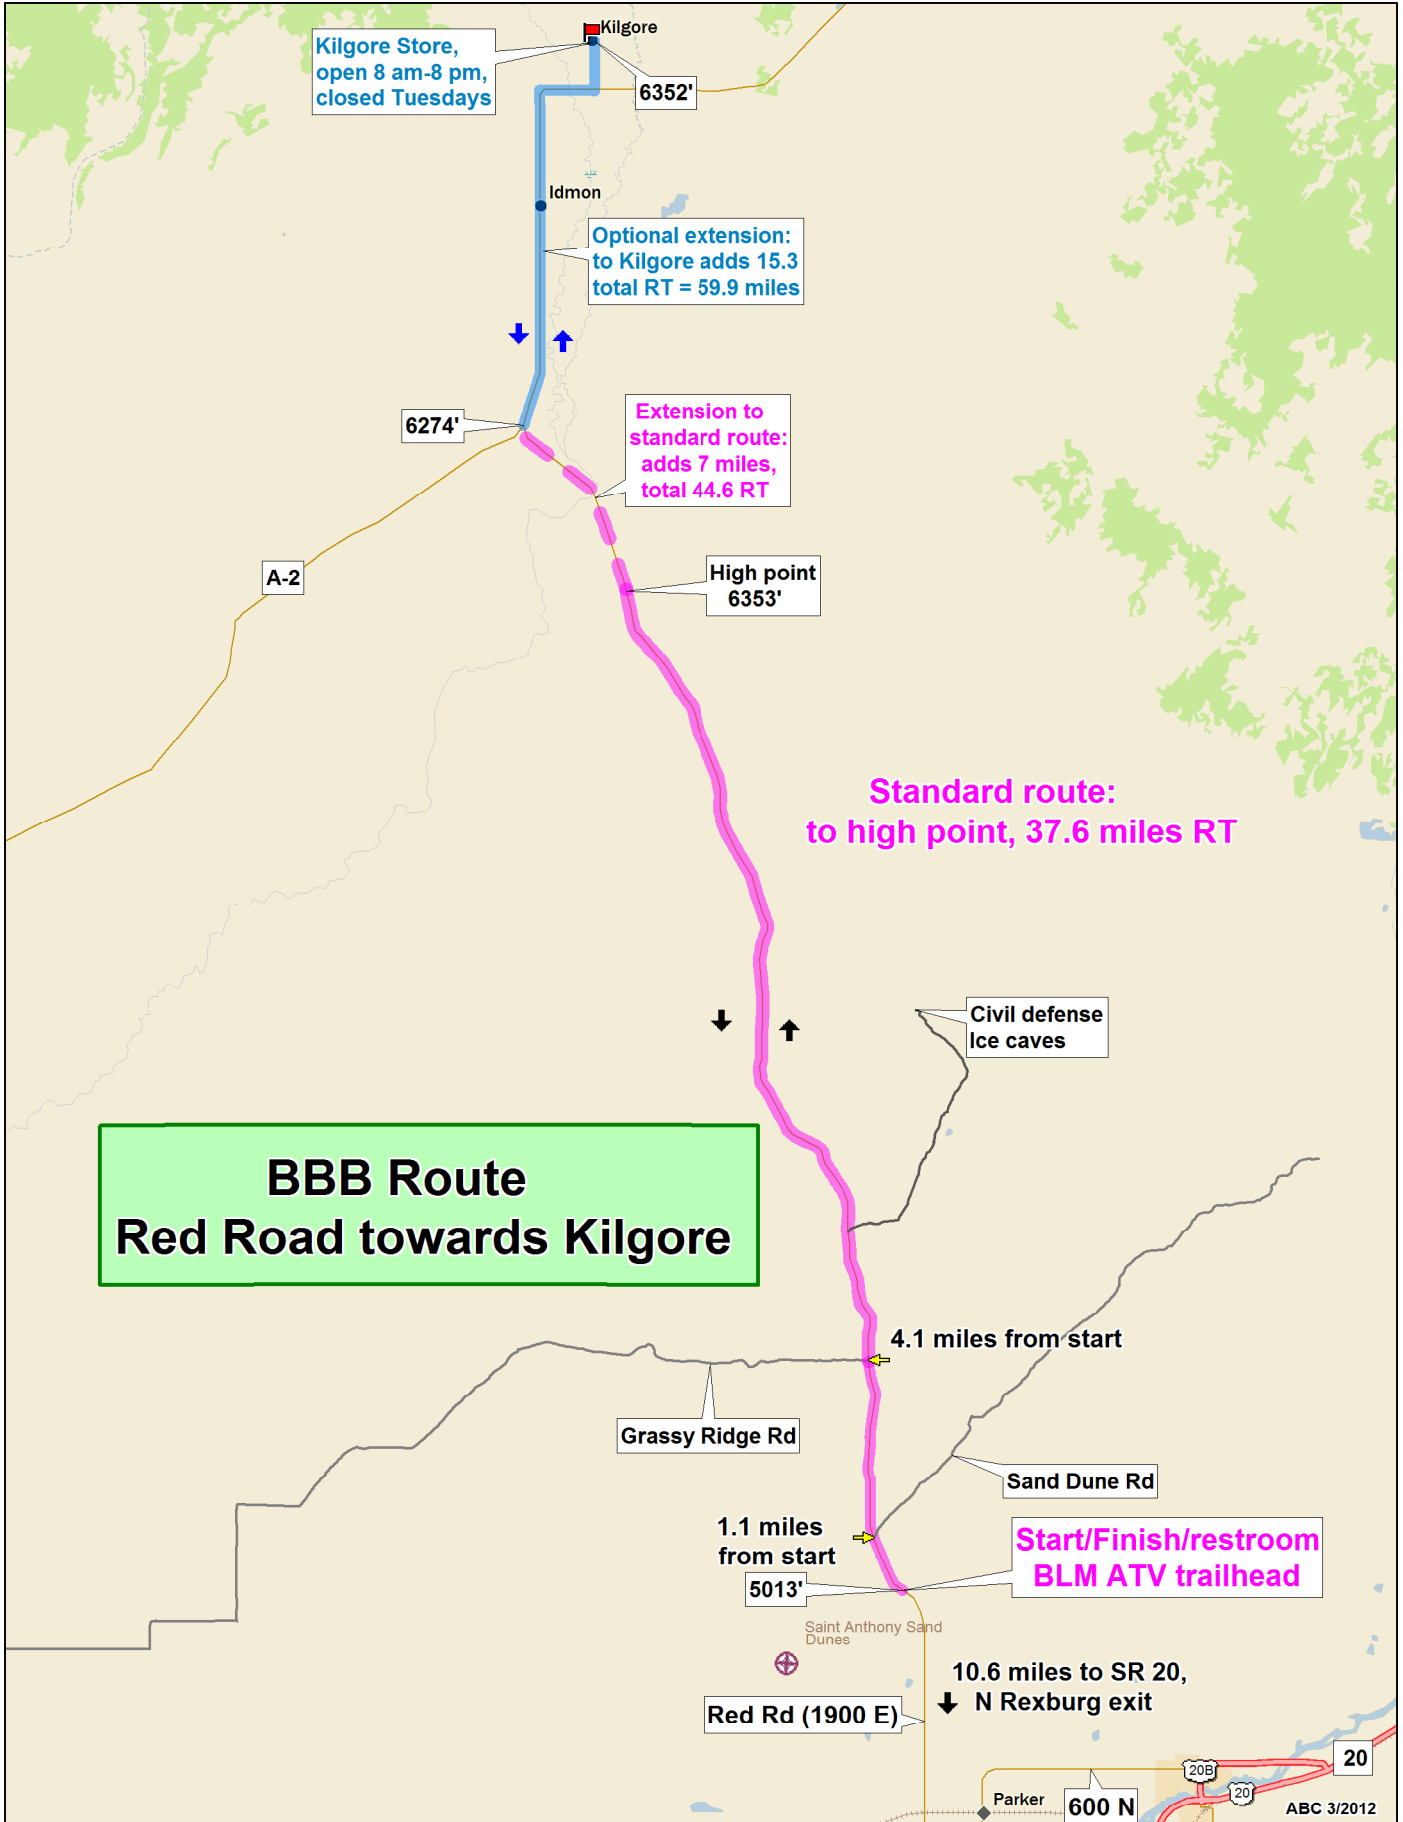 Kilgore
Kilgore Store,
open 8 am-8 pm,
closed Tuesdays
6352'
Idmon
Optional extension:
to Kilgore adds 15.3
total RT = 59.9 miles
6274'
Extension to
standard route:
adds 7 miles,
total 44.6 RT
A-2
High point
6353'
Standard route:
to high point, 37.6 miles RT
Civil defense
Ice caves
BBB Route
Red Road towards Kilgore
4.1 miles from start
Grassy Ridge Rd
Sand Dune Rd
1.1 miles
from start
Start/Finish/restroom
BLM ATV trailhead
5013'
Saint Anthony Sand
Dunes
10.6 miles to SR 20,
N Rexburg exit
Red Rd (1900 E)
20
20B
20
Parker
600 N
ABC 3/2012